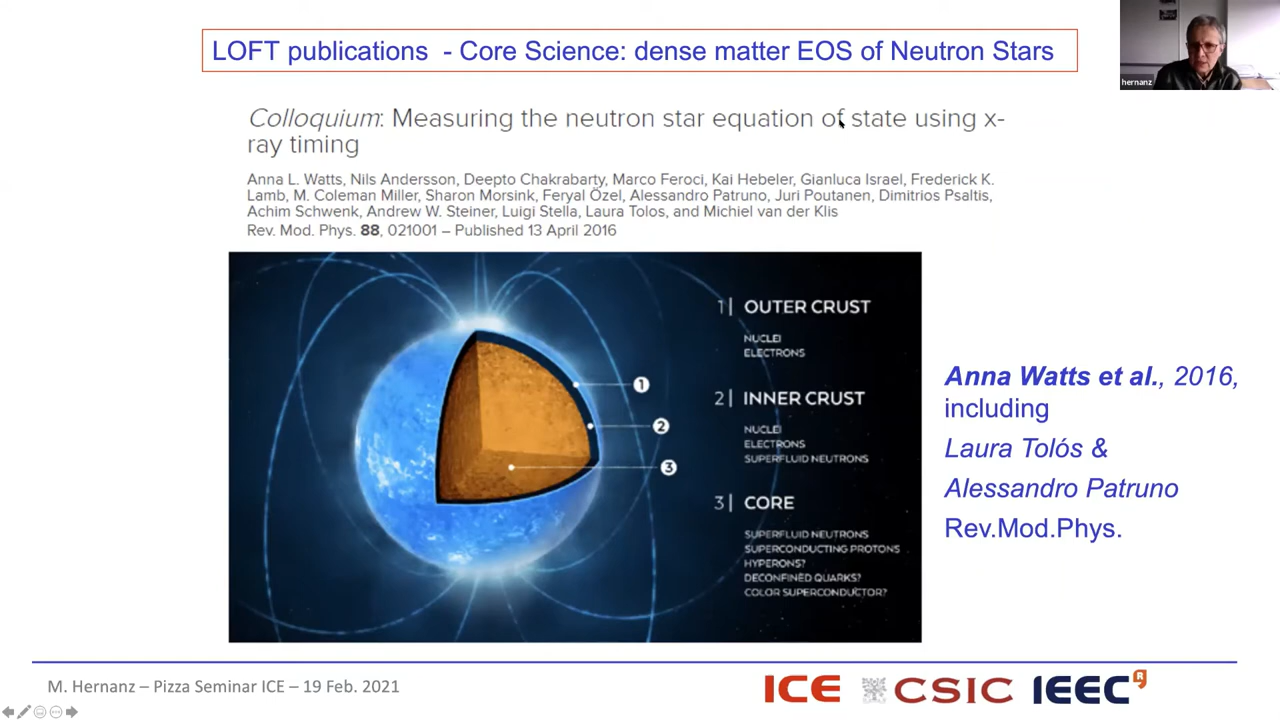 LOFT publications - Core Science: dense matter EOS of Neutron Stars
hernanz
Colloquium: Measuring the neutron star equation of state using x-
ray timing
Anna L. Watts, Nils Andersson, Deepto Chakrabarty, Marco Feroci, Kai Hebeler, Gianluca Israel, Frederick K.
Lamb, M. Coleman Miller, Sharon Morsink, Feryal Özel, Alessandro Patruno, Juri Poutanen, Dimitrios Psaltis,
Achim Schwenk, Andrew W. Steiner, Luigi Stella, Laura Tolos, and Michiel van der Klis
Rev. Mod. Phys. 88, 021001 – Published 13 April 2016
1
2
3
1| OUTER CRUST
NUCLEI
ELECTRONS
2| INNER CRUST
NUCLEI
ELECTRONS
SUPERFLUID NEUTRONS
3| CORE
SUPERFLUID NEUTRONS
SUPERCONDUCTING PROTONS
HYPERONS?
DECONFINED QUARKS?
COLOR SUPERCONDUCTOR?
Anna Watts et al., 2016,
including
Laura Tolós &
Alessandro Patruno
Rev.Mod.Phys.
M. Hernanz – Pizza Seminar ICE – 19 Feb. 2021
ICE CSIC IEEC R